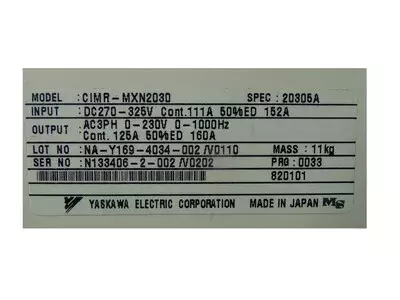 MODEL : CIMR-MXN2030 SPEC : 20305A
INPUT : DC270-325V Cont.111A 50%ED 152A
OUTPUT : AC3PH 0-230V 0-1000Hz
Cont.125A 50%ED 160A
LOT NO : NA-Y169-4034-002/V0110 MASS : 11kg
SER NO : N133406-2-002/V0202 PRG : 0033
820101
YASKAWA ELECTRIC CORPORATION MADE IN JAPAN MS